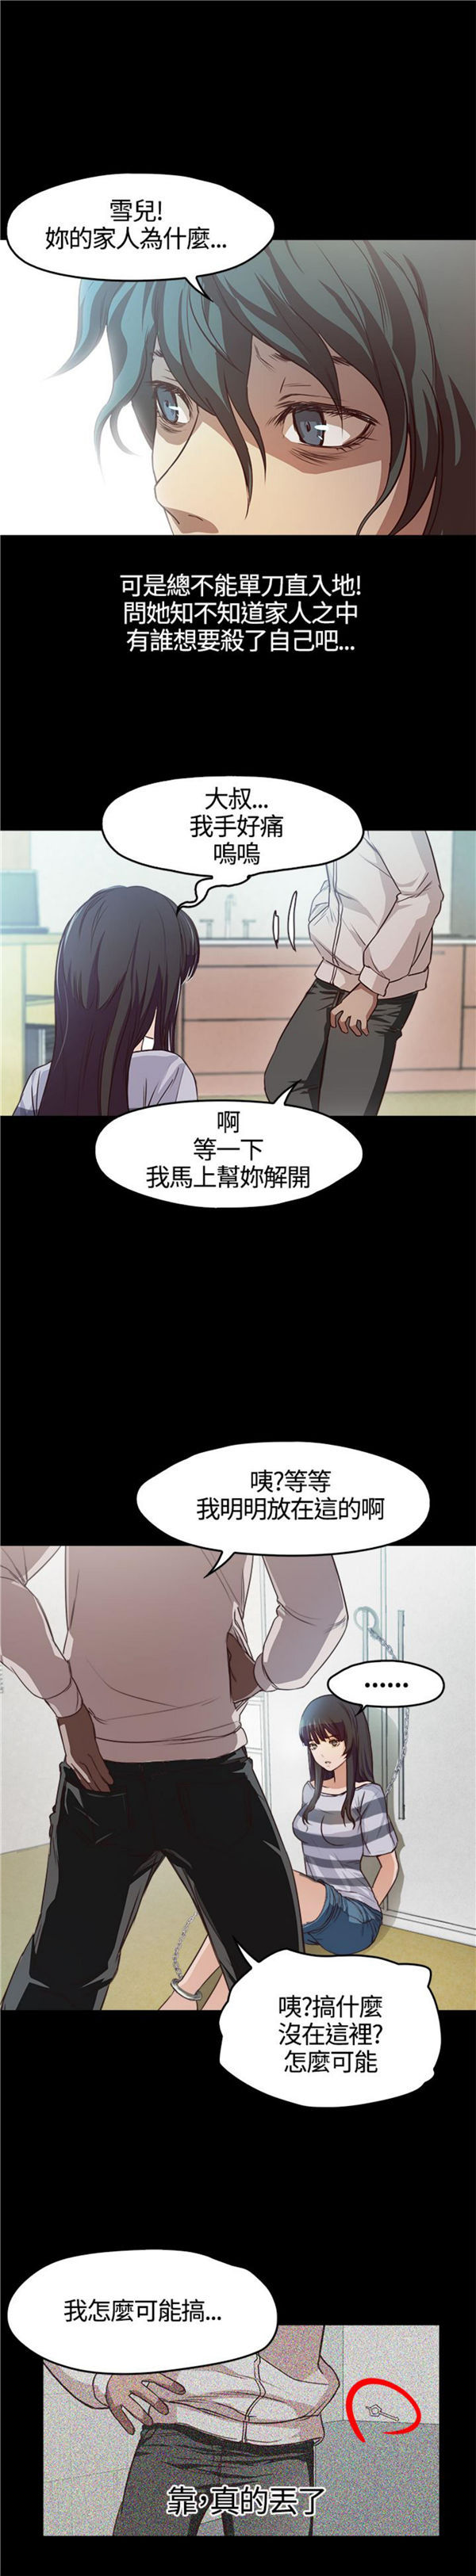 雪兒!
妳的家人為什麼...
可是總不能單刀直入地!
問她知不知道家人之中
有誰想要殺了自己吧...
大叔...
我手好痛
嗚嗚
啊
等一下
我馬上幫妳解開
咦?等等
我明明放在這的啊
......
咦?搞什麼
沒在這裡?
怎麼可能
我怎麼可能搞...
靠,真的丟了